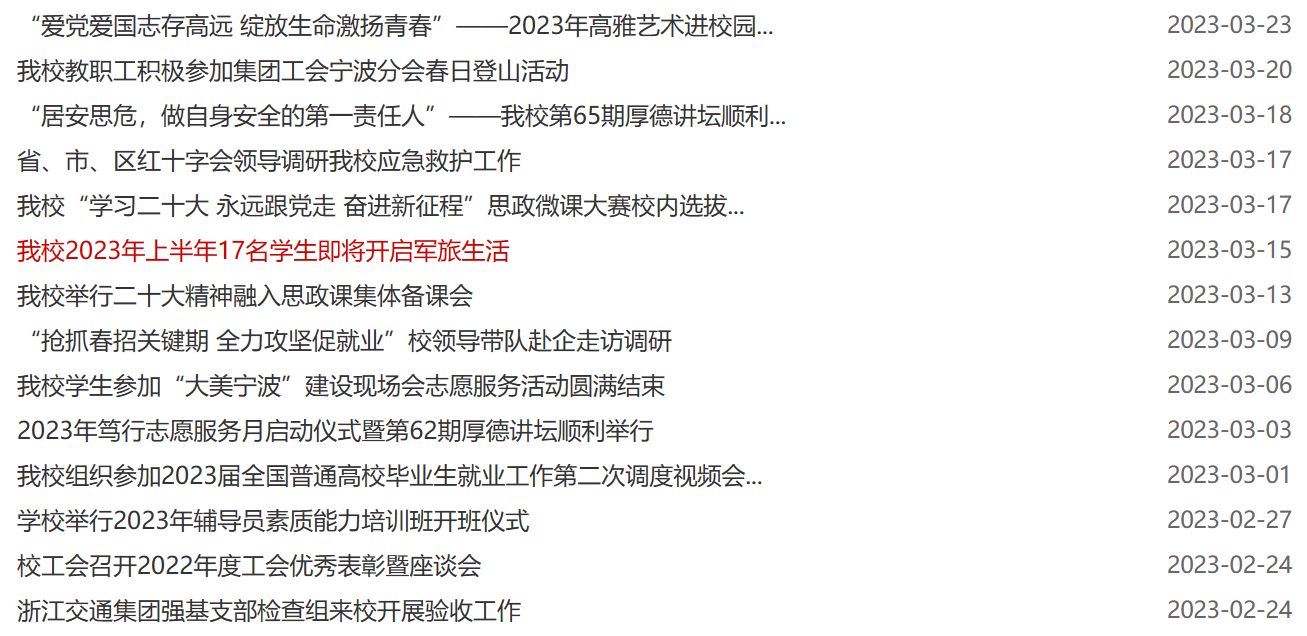 “爱党爱国志存高远 绽放生命激扬青春”——2023年高雅艺术进校园... 2023-03-23
我校教职工积极参加集团工会宁波分会春日登山活动 2023-03-20
“居安思危，做自身安全的第一责任人”——我校第65期厚德讲坛顺利... 2023-03-18
省、市、区红十字会领导调研我校应急救护工作 2023-03-17
我校“学习二十大 永远跟党走 奋进新征程”思政微课大赛校内选拔... 2023-03-17
我校2023年上半年17名学生即将开启军旅生活 2023-03-15
我校举行二十大精神融入思政课集体备课会 2023-03-13
“抢抓春招关键期 全力攻坚促就业”校领导带队赴企走访调研 2023-03-09
我校学生参加“大美宁波”建设现场会志愿服务活动圆满结束 2023-03-06
2023年笃行志愿服务月启动仪式暨第62期厚德讲坛顺利举行 2023-03-03
我校组织参加2023届全国普通高校毕业生就业工作第二次调度视频会... 2023-03-01
学校举行2023年辅导员素质能力培训班开班仪式 2023-02-27
校工会召开2022年度工会优秀表彰暨座谈会 2023-02-24
浙江交通集团强基支部检查组来校开展验收工作 2023-02-24